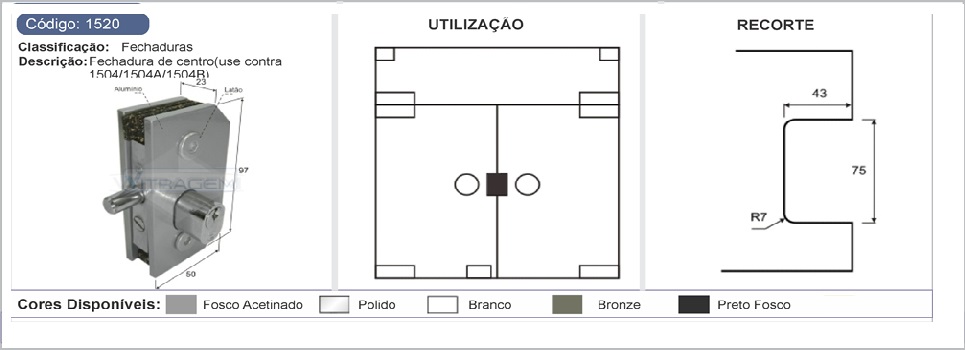 Código: 1520
Classificação: Fechaduras
Descrição: Fechadura de centro(use contra
1504/1504A/1504B)
Alumínio
23
Latão
97
60
VITRAGEM
UTILIZAÇÃO
RECORTE
43
75
R7
Cores Disponíveis: Fosco Acetinado Polido Branco Bronze Preto Fosco